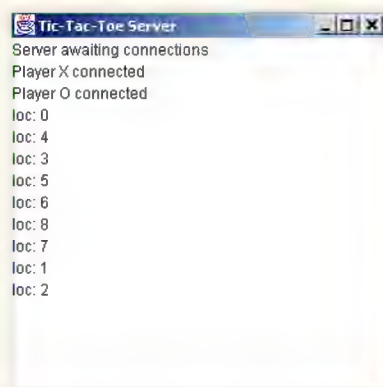 Tic-Tac-Toe Server
Server awaiting connections
Player X connected
Player O connected
loc: 0
loc: 4
loc: 3
loc: 5
loc: 6
loc: 8
loc: 7
loc: 1
loc: 2